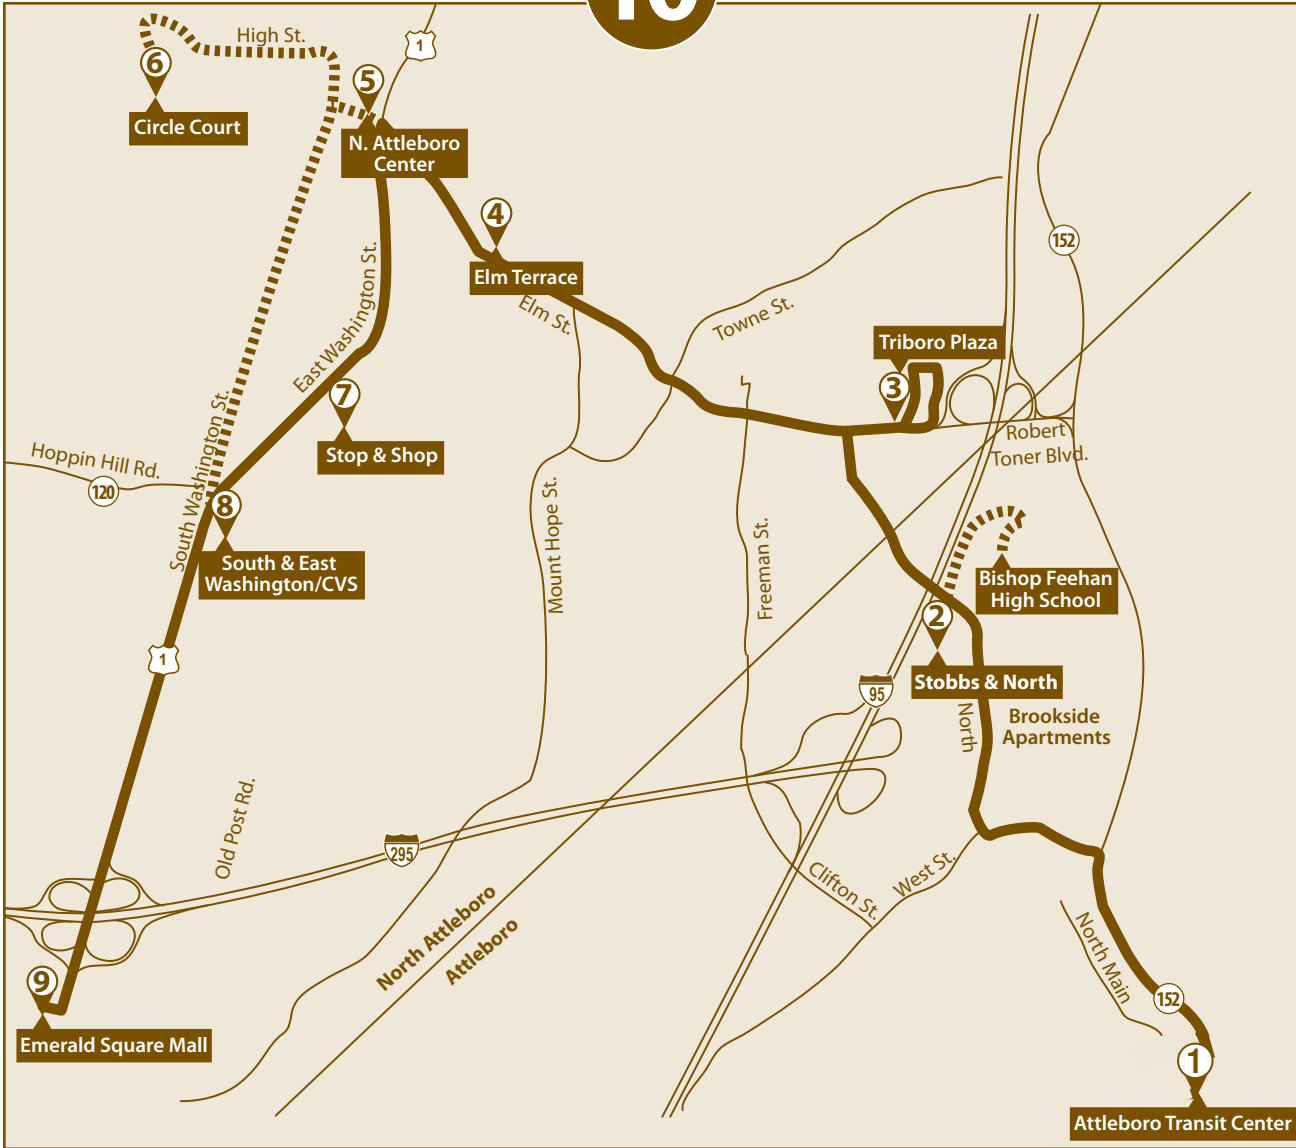 10
High St.
1
6
5
Circle Court
N. Attleboro
Center
4
152
Elm Terrace
East Washington St.
Elm St.
Towne St.
Triboro Plaza
3
7
Stop & Shop
Robert
Toner Blvd.
Hoppin Hill Rd.
120
South Washington St.
8
South & East
Washington/CVS
Mount Hope St.
Freeman St.
Bishop Feehan
High School
2
Stobbs & North
1
95
North
Brookside
Apartments
Old Post Rd.
295
Clifton St.
West St.
North Attleboro
Attleboro
North Main
152
9
Emerald Square Mall
1
Attleboro Transit Center